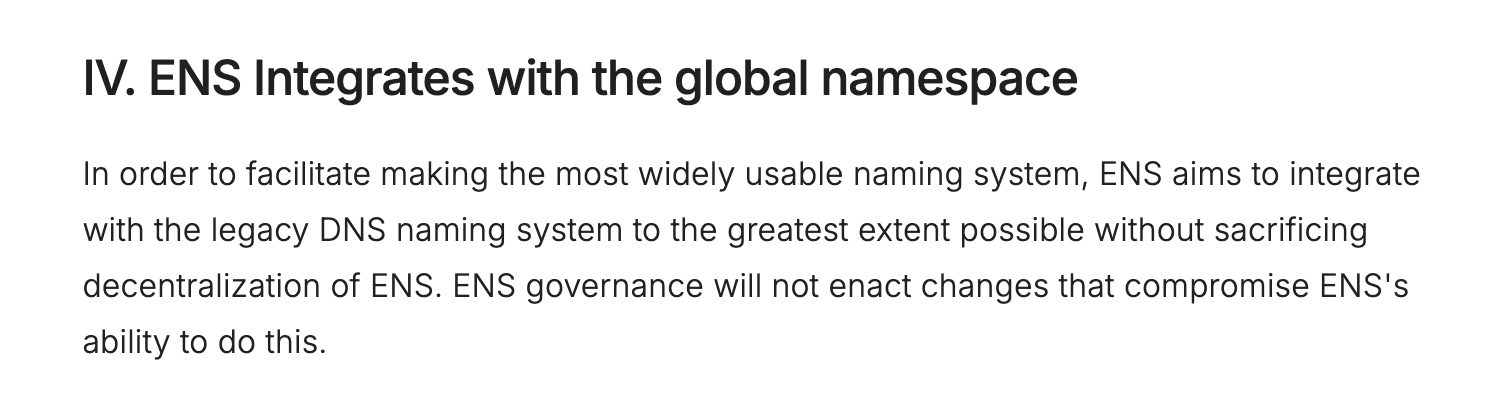 IV. ENS Integrates with the global namespace
In order to facilitate making the most widely usable naming system, ENS aims to integrate
with the legacy DNS naming system to the greatest extent possible without sacrificing
decentralization of ENS. ENS governance will not enact changes that compromise ENS's
ability to do this.